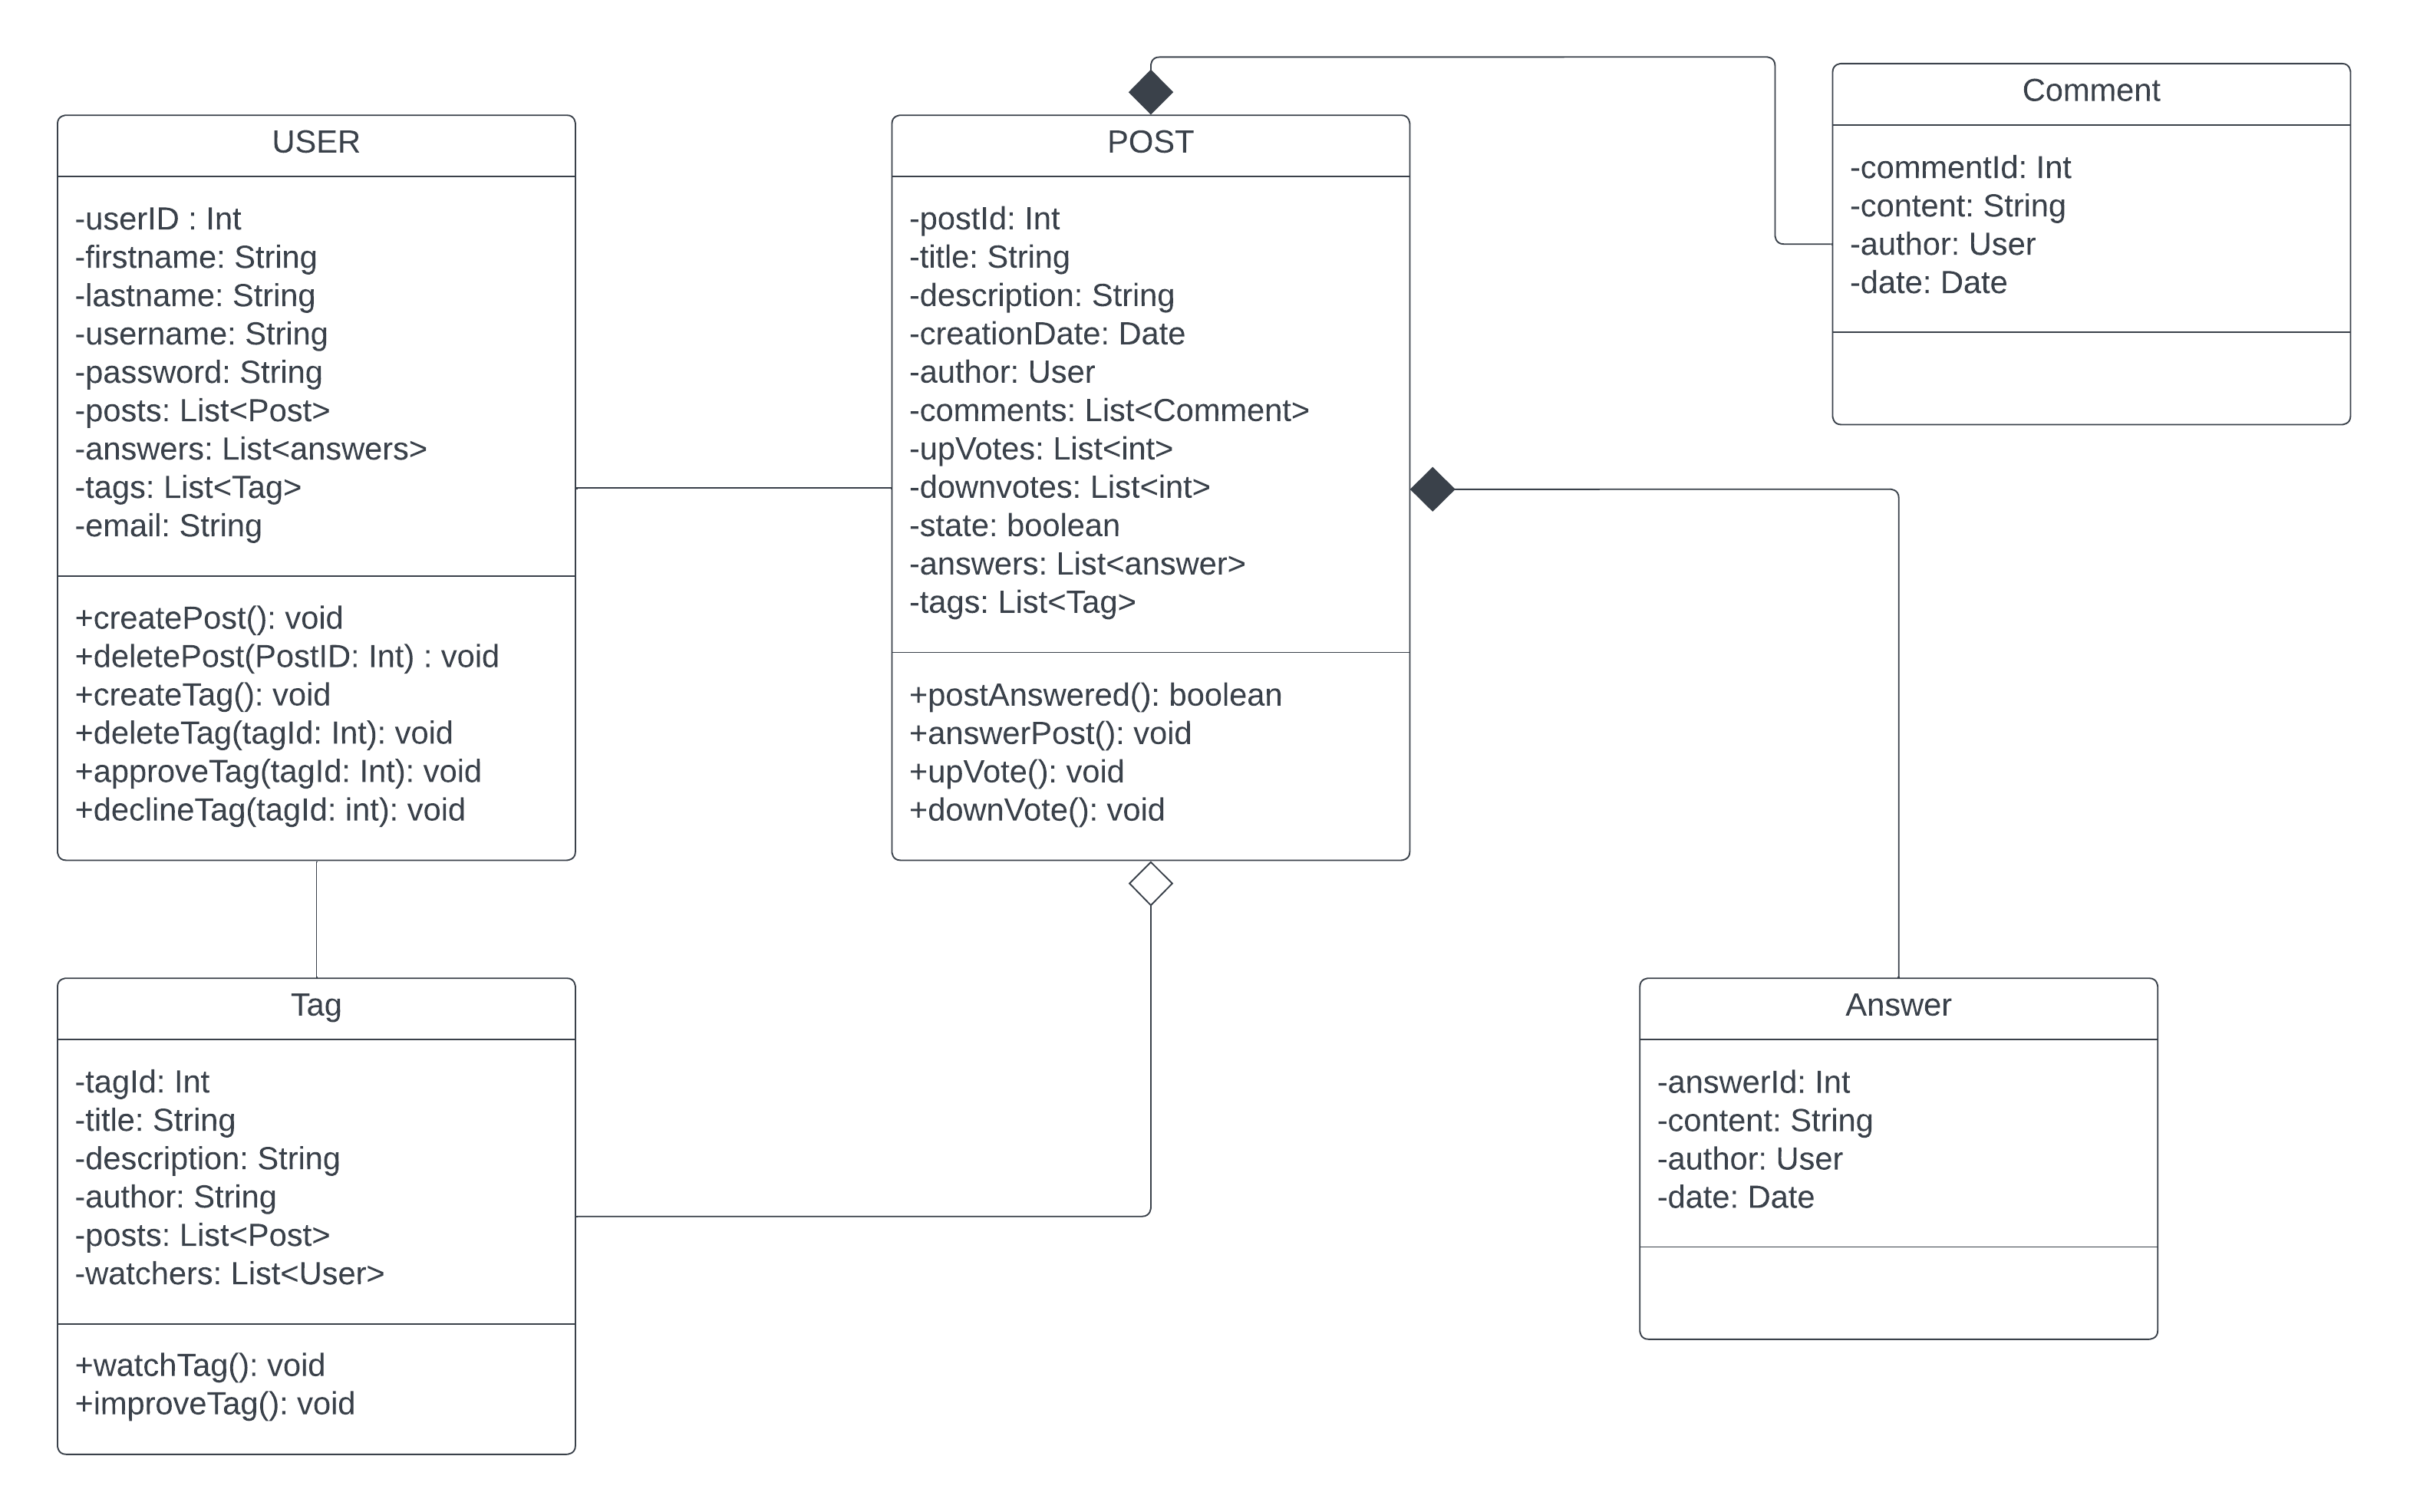 USER
-userID : Int
-firstname: String
-lastname: String
-username: String
-password: String
-posts: List<Post>
-answers: List<answers>
-tags: List<Tag>
-email: String
+createPost(): void
+deletePost(PostID: Int) : void
+createTag(): void
+deleteTag(tagId: Int): void
+approveTag(tagId: Int): void
+declineTag(tagId: int): void
POST
-postId: Int
-title: String
-description: String
-creationDate: Date
-author: User
-comments: List<Comment>
-upVotes: List<int>
-downvotes: List<int>
-state: boolean
-answers: List<answer>
-tags: List<Tag>
+postAnswered(): boolean
+answerPost(): void
+upVote(): void
+downVote(): void
Comment
-commentId: Int
-content: String
-author: User
-date: Date
Tag
-tagId: Int
-title: String
-description: String
-author: String
-posts: List<Post>
-watchers: List<User>
+watchTag(): void
+improveTag(): void
Answer
-answerId: Int
-content: String
-author: User
-date: Date